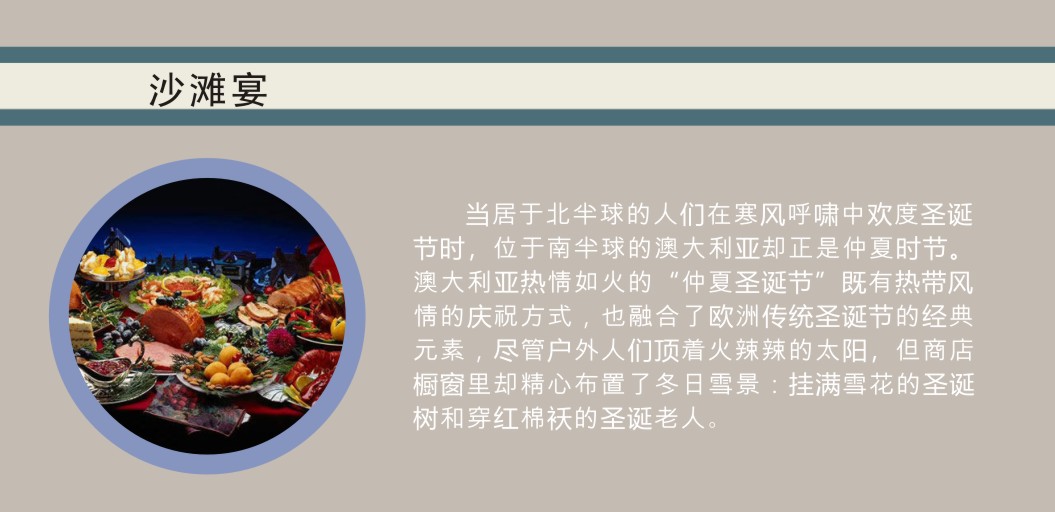 沙滩宴
当居于北半球的人们在寒风呼啸中欢度圣诞
节时，位于南半球的澳大利亚却正是仲夏时节。
澳大利亚热情如火的“仲夏圣诞节”既有热带风
情的庆祝方式，也融合了欧洲传统圣诞节的经典
元素，尽管户外人们顶着火辣辣的太阳，但商店
橱窗里却精心布置了冬日雪景：挂满雪花的圣诞
树和穿红棉袄的圣诞老人。